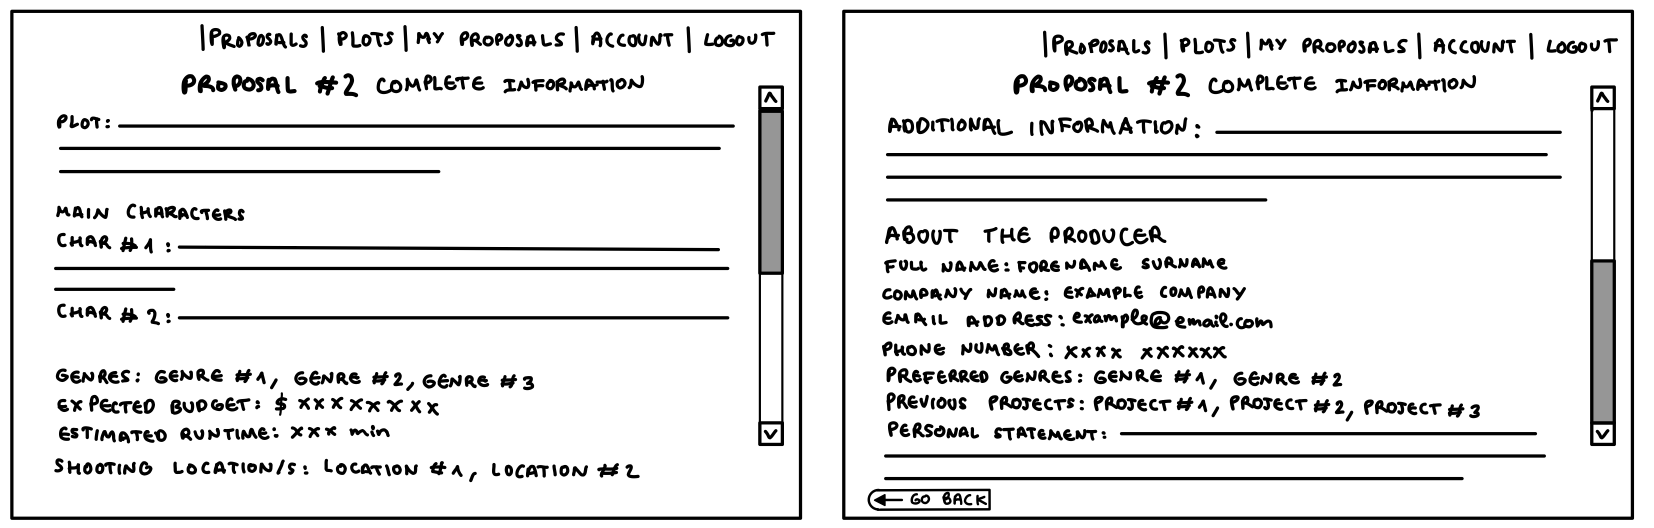 |PROPOSALS | PLOTS | MY PROPOSALS | ACCOUNT | LOGOUT
PROPOSAL #2 COMPLETE INFORMATION
PLOT:
MAIN CHARACTERS
CHAR #1:
CHAR #2:
GENRES: GENRE #1, GENRE #2, GENRE #3
EXPECTED BUDGET: $ xxxxxxxx
ESTIMATED RUNTIME: xxx min
SHOOTING LOCATION/S: LOCATION #1, LOCATION #2
|PROPOSALS | PLOTS | MY PROPOSALS | ACCOUNT | LOGOUT
PROPOSAL #2 COMPLETE INFORMATION
ADDITIONAL INFORMATION:
ABOUT THE PRODUCER
FULL NAME: FORENAME SURNAME
COMPANY NAME: EXAMPLE COMPANY
EMAIL ADDRESS: example@email.com
PHONE NUMBER: xxxx xxxxxx
PREFERRED GENRES: GENRE #1, GENRE #2
PREVIOUS PROJECTS: PROJECT #1, PROJECT #2, PROJECT #3
PERSONAL STATEMENT:
← GO BACK